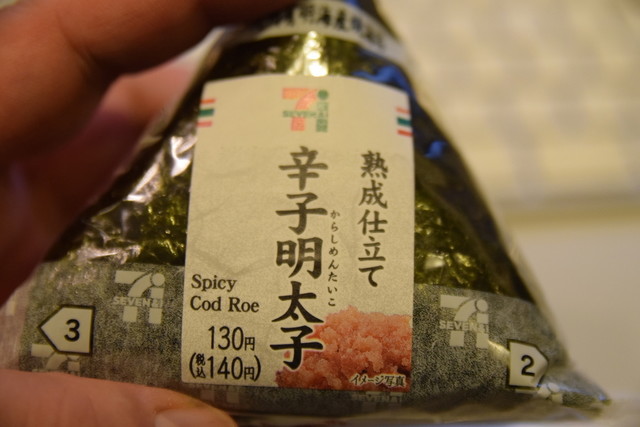 7
SEVEN&i
熟成仕立て
辛子明太子
からしめんたいこ
Spicy
Cod Roe
130円
(税込140円)
イメージ写真
SEVEN&i
SEVEN&i
3
2